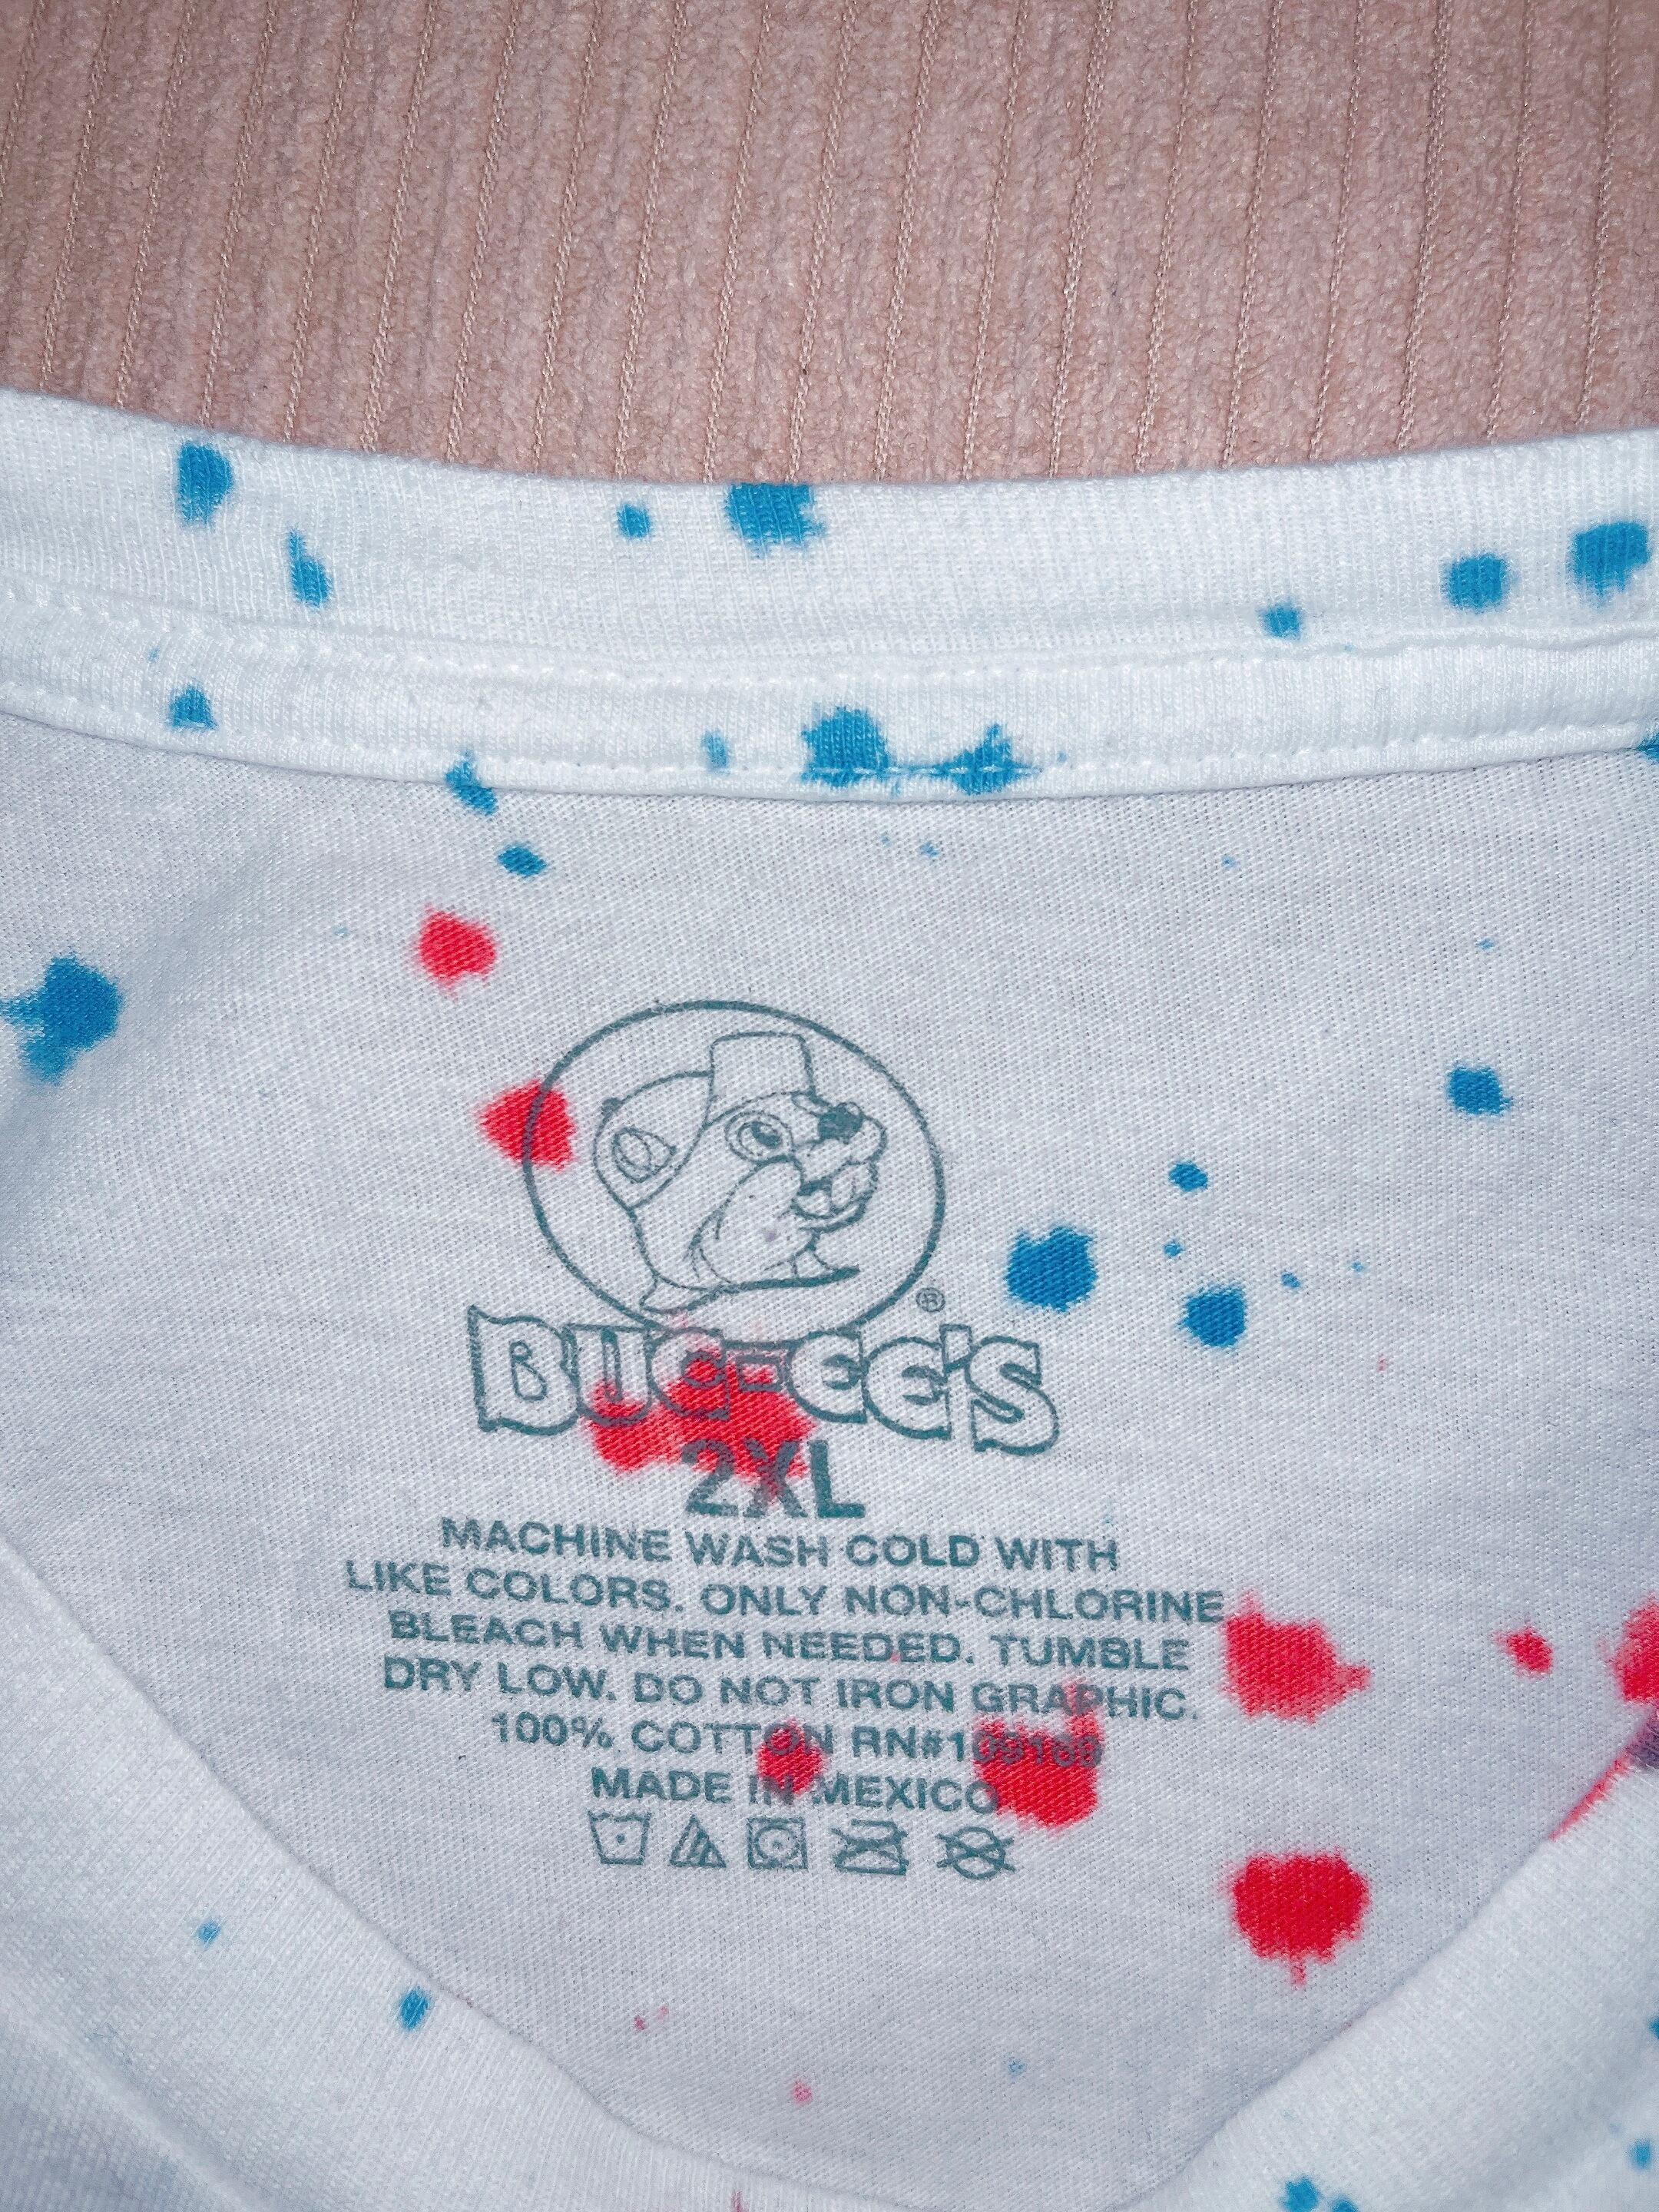 ®
BUC-EE'S
2XL
MACHINE WASH COLD WITH
LIKE COLORS. ONLY NON-CHLORINE
BLEACH WHEN NEEDED. TUMBLE
DRY LOW. DO NOT IRON GRAPHIC.
100% COTTON
MADE IN MEXICO